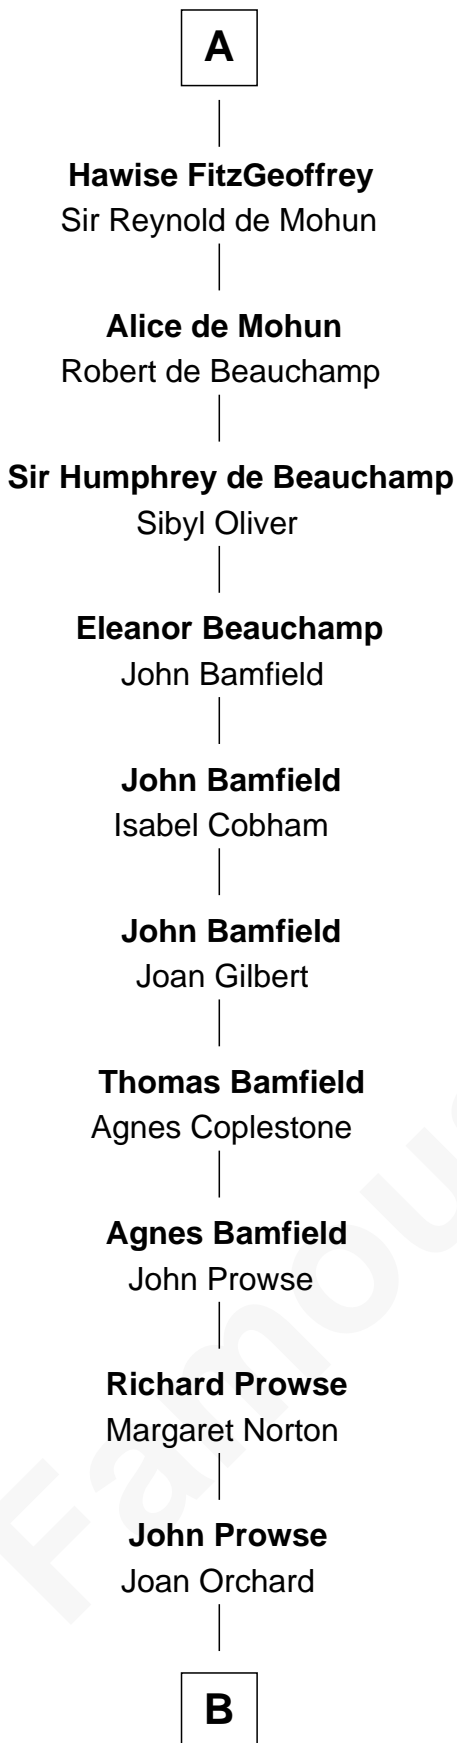 A
Hawise FitzGeoffrey
Sir Reynold de Mohun
Alice de Mohun
Robert de Beauchamp
Sir Humphrey de Beauchamp
Sibyl Oliver
Eleanor Beauchamp
John Bamfield
John Bamfield
Isabel Cobham
John Bamfield
Joan Gilbert
Thomas Bamfield
Agnes Coplestone
Agnes Bamfield
John Prowse
Richard Prowse
Margaret Norton
John Prowse
Joan Orchard
B
Famou